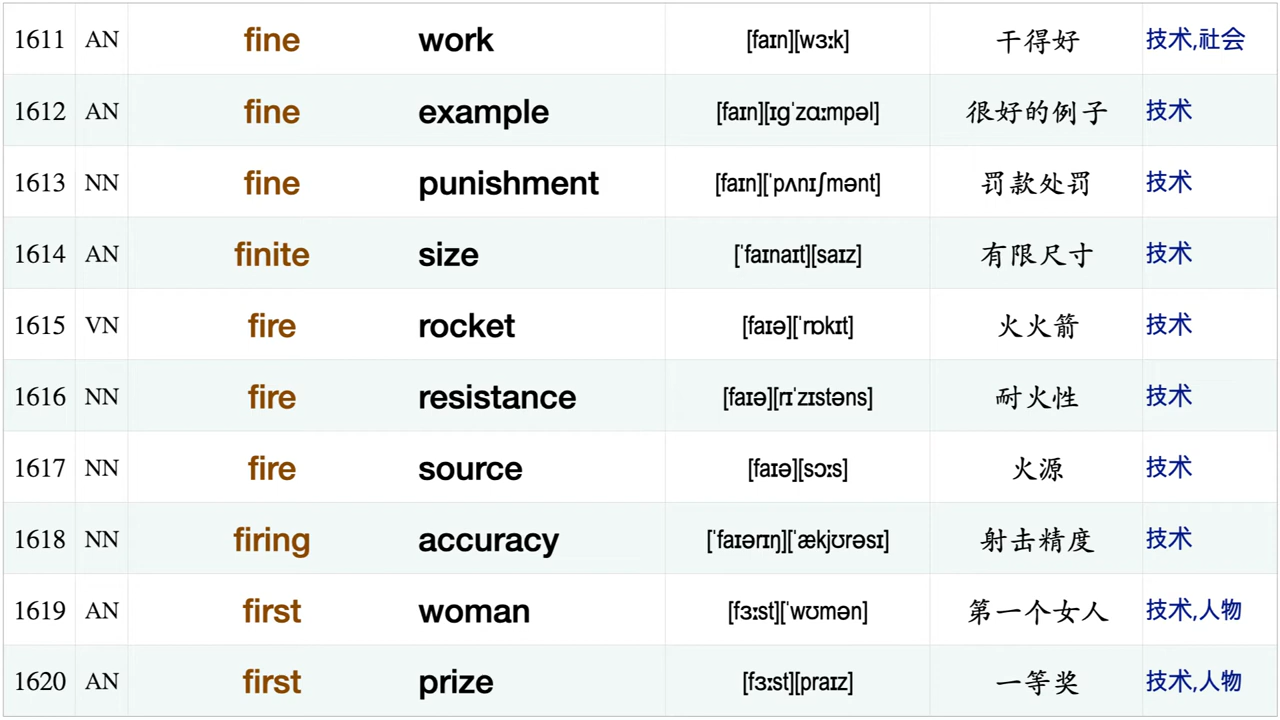 1611 AN fine work [faɪn][wɜːk] 干得好 技术,社会
1612 AN fine example [faɪn][ɪɡˈzɑːmpəl] 很好的例子 技术
1613 NN fine punishment [faɪn][ˈpʌnɪʃmənt] 罚款处罚 技术
1614 AN finite size [ˈfaɪnaɪt][saɪz] 有限尺寸 技术
1615 VN fire rocket [faɪə][ˈrɒkɪt] 火火箭 技术
1616 NN fire resistance [faɪə][rɪˈzɪstəns] 耐火性 技术
1617 NN fire source [faɪə][sɔːs] 火源 技术
1618 NN firing accuracy [ˈfaɪərɪŋ][ˈækjʊrəsɪ] 射击精度 技术
1619 AN first woman [fɜːst][ˈwʊmən] 第一个女人 技术,人物
1620 AN first prize [fɜːst][praɪz] 一等奖 技术,人物